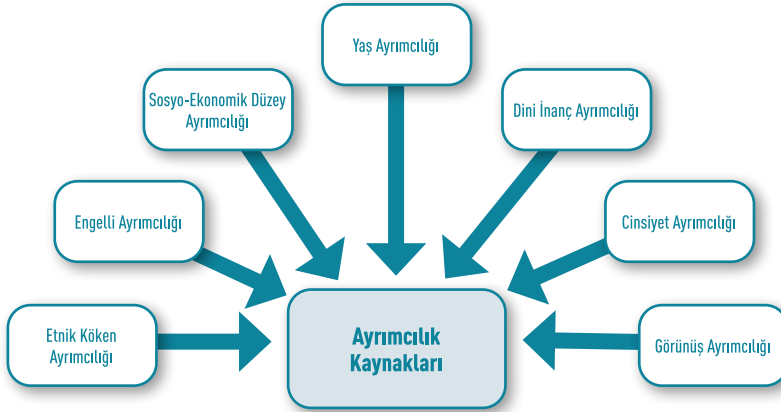 Yaş Ayrımcılığı
Sosyo-Ekonomik Düzey
Ayrımcılığı
Dini İnanç Ayrımcılığı
Engelli Ayrımcılığı
Cinsiyet Ayrımcılığı
Etnik Köken
Ayrımcılığı
Ayrımcılık
Kaynakları
Görünüş Ayrımcılığı